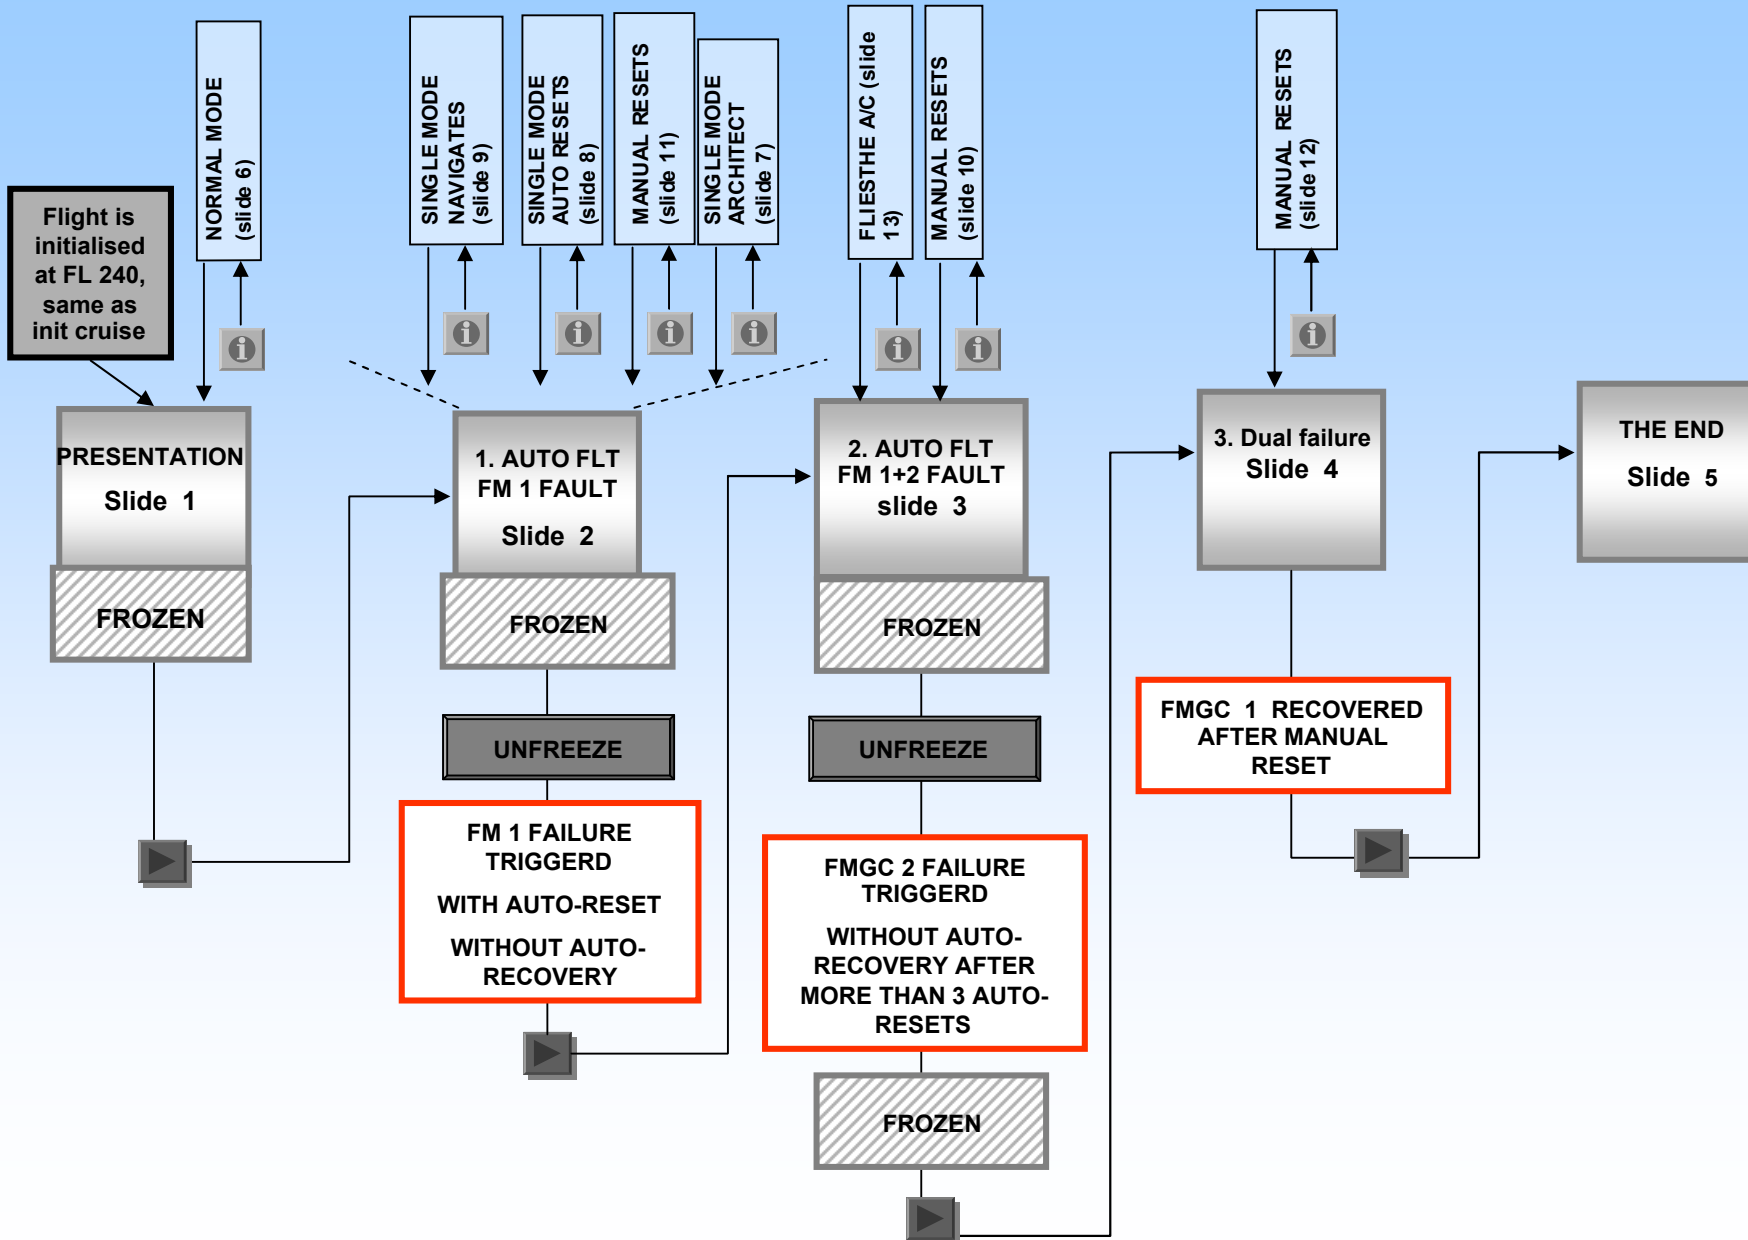 NORMAL MODE
(slide 6)
SINGLE MODE
NAVIGATES
(slide 9)
SINGLE MODE
AUTO RESETS
(slide 8)
MANUAL RESETS
(slide 11)
SINGLE MODE
ARCHITECT
(slide 7)
FLIESTHE A/C (slide
13)
MANUAL RESETS
(slide 10)
MANUAL RESETS
(slide 12)
Flight is
initialised
at FL 240,
same as
init cruise
PRESENTATION
Slide 1
FROZEN
1. AUTO FLT
FM 1 FAULT
Slide 2
FROZEN
UNFREEZE
FM 1 FAILURE
TRIGGERD
WITH AUTO-RESET
WITHOUT AUTO-
RECOVERY
2. AUTO FLT
FM 1+2 FAULT
slide 3
FROZEN
UNFREEZE
FMGC 2 FAILURE
TRIGGERD
WITHOUT AUTO-
RECOVERY AFTER
MORE THAN 3 AUTO-
RESETS
FROZEN
3. Dual failure
Slide 4
FMGC 1 RECOVERED
AFTER MANUAL
RESET
THE END
Slide 5